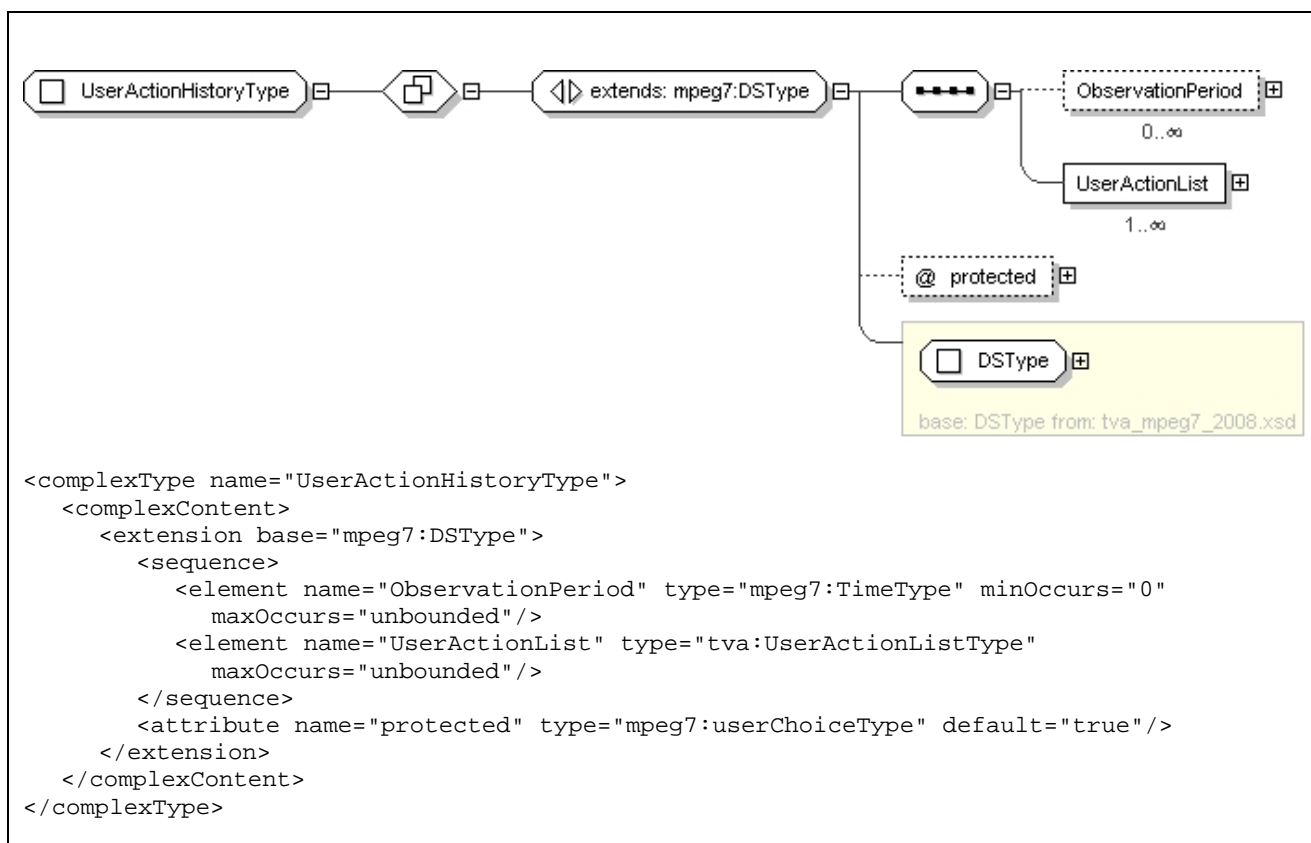 UserActionHistoryType
extends: mpeg7:DSType
ObservationPeriod
0..∞
UserActionList
1..∞
@ protected
DSType
base: DSType from: tva_mpeg7_2008.xsd
<complexType name="UserActionHistoryType">
<complexContent>
<extension base="mpeg7:DSType">
<sequence>
<element name="ObservationPeriod" type="mpeg7:TimeType" minOccurs="0"
maxOccurs="unbounded"/>
<element name="UserActionList" type="tva:UserActionListType"
maxOccurs="unbounded"/>
</sequence>
<attribute name="protected" type="mpeg7:userChoiceType" default="true"/>
</extension>
</complexContent>
</complexType>